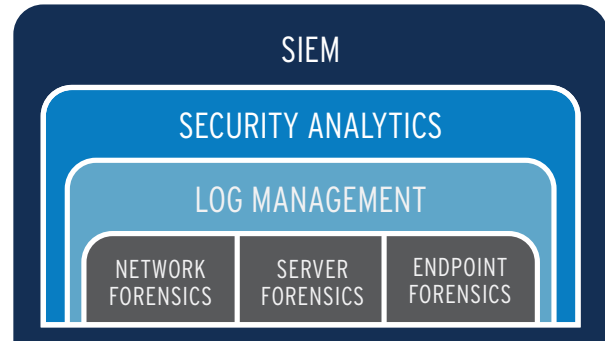 SIEM
SECURITY ANALYTICS
LOG MANAGEMENT
NETWORK
FORENSICS
SERVER
FORENSICS
ENDPOINT
FORENSICS